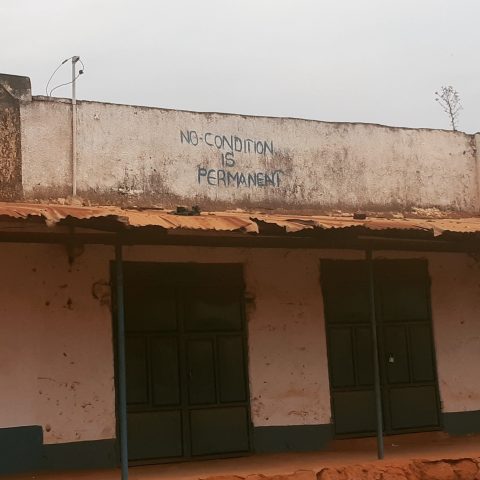 NO-CONDITION
IS
PERMANENT